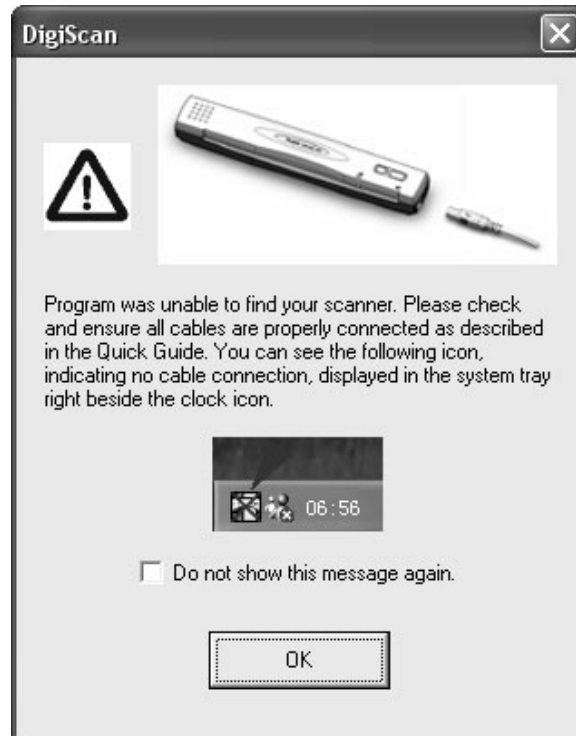 DigiScan
Program was unable to find your scanner. Please check
and ensure all cables are properly connected as described
in the Quick Guide. You can see the following icon,
indicating no cable connection, displayed in the system tray
right beside the clock icon.
06:56
Do not show this message again.
OK